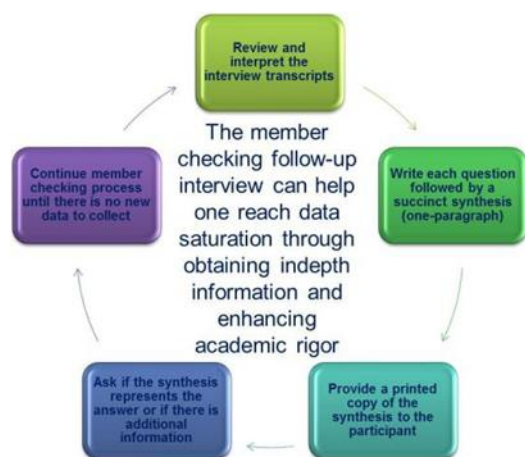 Review and
interpret the
interview transcripts
The member
checking follow-up
interview can help
one reach data
saturation through
obtaining indepth
information and
enhancing
academic rigor
Write each question
followed by a
succinct synthesis
(one-paragraph)
Provide a printed
copy of the
synthesis to the
participant
Ask if the synthesis
represents the
answer or if there is
additional
information
Continue member
checking process
until there is no new
data to collect